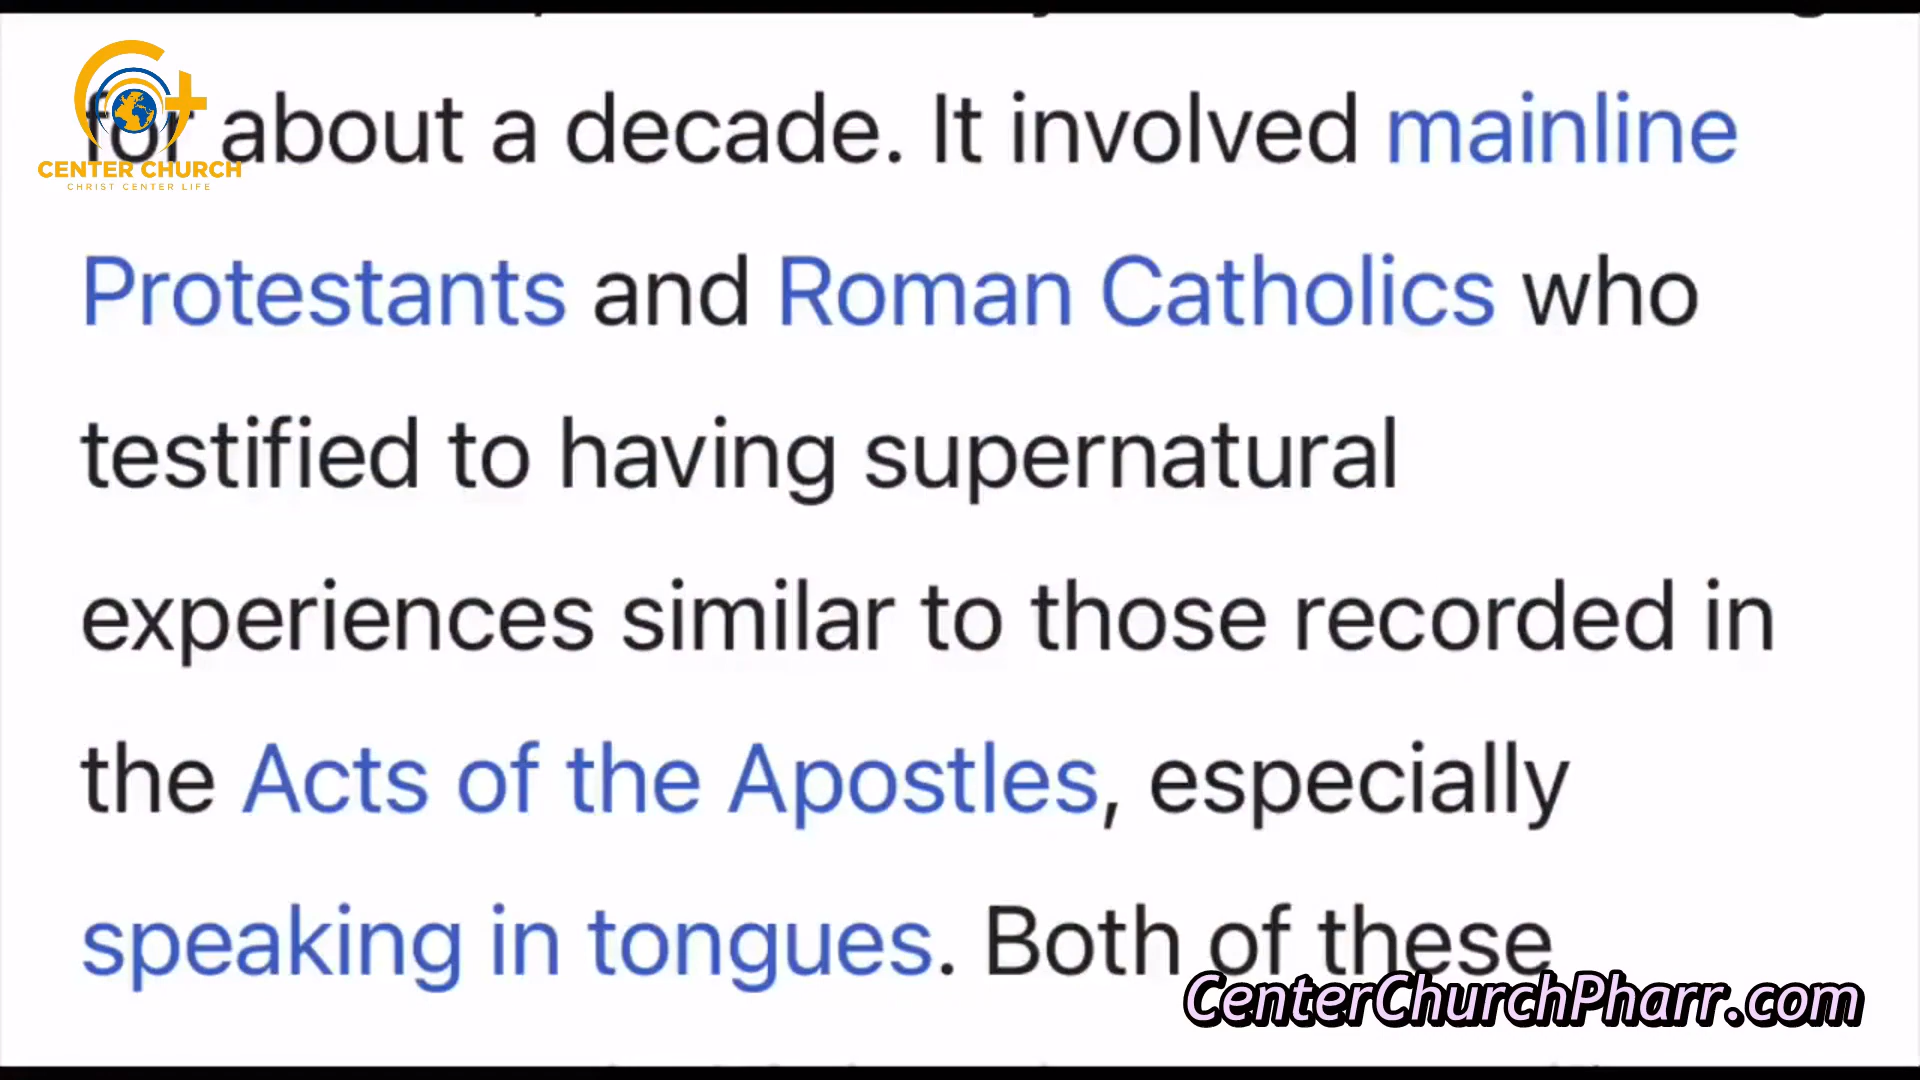 for about a decade. It involved mainline
CENTER CHURCH
CHRIST CENTER LIFE
Protestants and Roman Catholics who
testified to having supernatural
experiences similar to those recorded in
the Acts of the Apostles, especially
speaking in tongues. Both of these
CenterChurchPharr.com